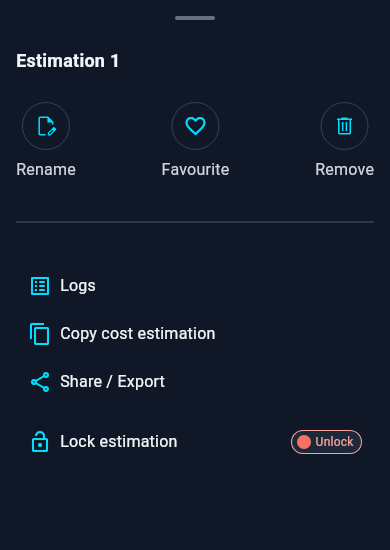 Estimation 1
Rename
Favourite
Remove
Logs
Copy cost estimation
Share / Export
Lock estimation
Unlock